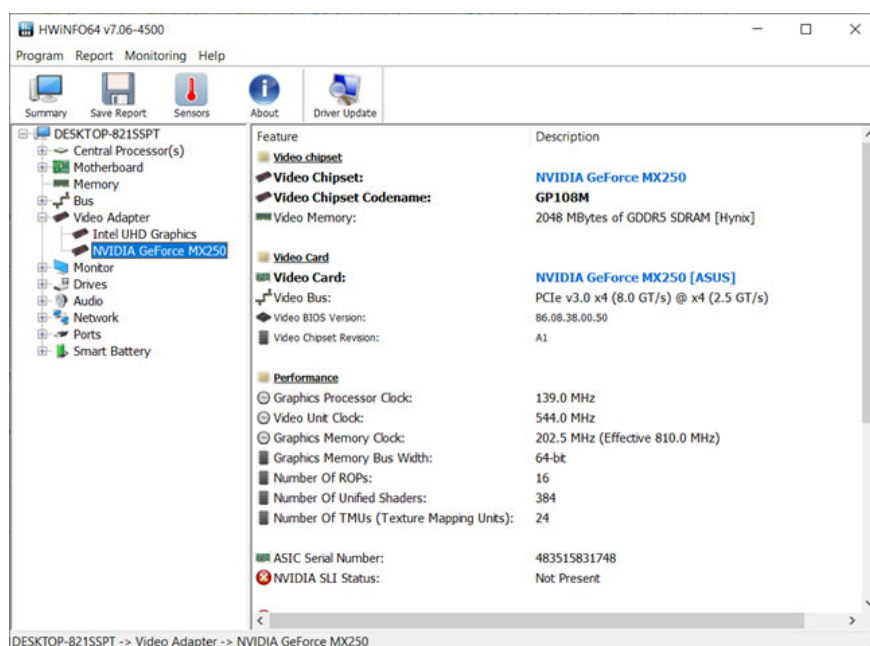 HWiNFO64 v7.06-4500
Program Report Monitoring Help
Summary Save Report Sensors About Driver Update
DESKTOP-821SSPT
Central Processor(s)
Motherboard
Memory
Bus
Video Adapter
Intel UHD Graphics
NVIDIA GeForce MX250
Monitor
Drives
Audio
Network
Ports
Smart Battery
Feature Description
Video chipset
Video Chipset: NVIDIA GeForce MX250
Video Chipset Codename: GP108M
Video Memory: 2048 MBytes of GDDR5 SDRAM [Hynix]
Video Card
Video Card: NVIDIA GeForce MX250 [ASUS]
Video Bus: PCIe v3.0 x4 (8.0 GT/s) @ x4 (2.5 GT/s)
Video BIOS Version: 86.08.38.00.50
Video Chipset Revision: A1
Performance
Graphics Processor Clock: 139.0 MHz
Video Unit Clock: 544.0 MHz
Graphics Memory Clock: 202.5 MHz (Effective 810.0 MHz)
Graphics Memory Bus Width: 64-bit
Number Of ROPs: 16
Number Of Unified Shaders: 384
Number Of TMUs (Texture Mapping Units): 24
ASIC Serial Number: 483515831748
NVIDIA SLI Status: Not Present
DESKTOP-821SSPT -> Video Adapter -> NVIDIA GeForce MX250